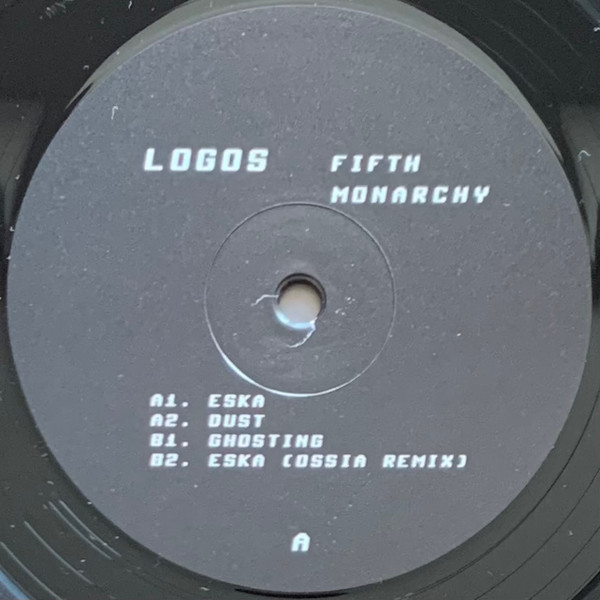 LOGOS
FIFTH
MONARCHY
A1. ESKA
A2. DUST
B1. GHOSTING
B2. ESKA (OSSIA REMIX)
A